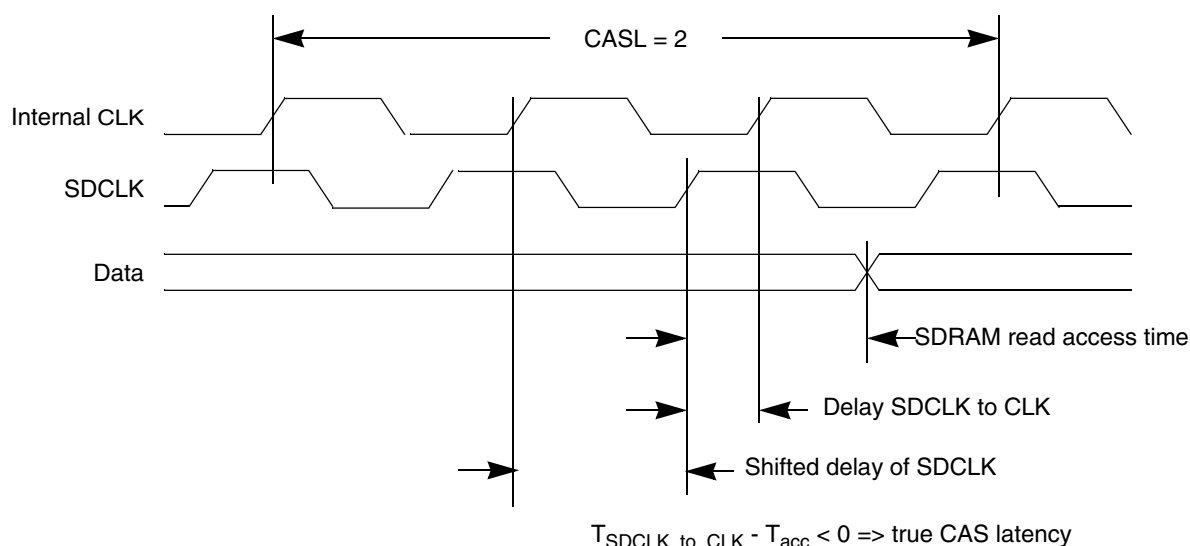 CASL = 2
Internal CLK
SDCLK
Data
SDRAM read access time
Delay SDCLK to CLK
Shifted delay of SDCLK
T_SDCLK_to_CLK - T_acc < 0 => true CAS latency